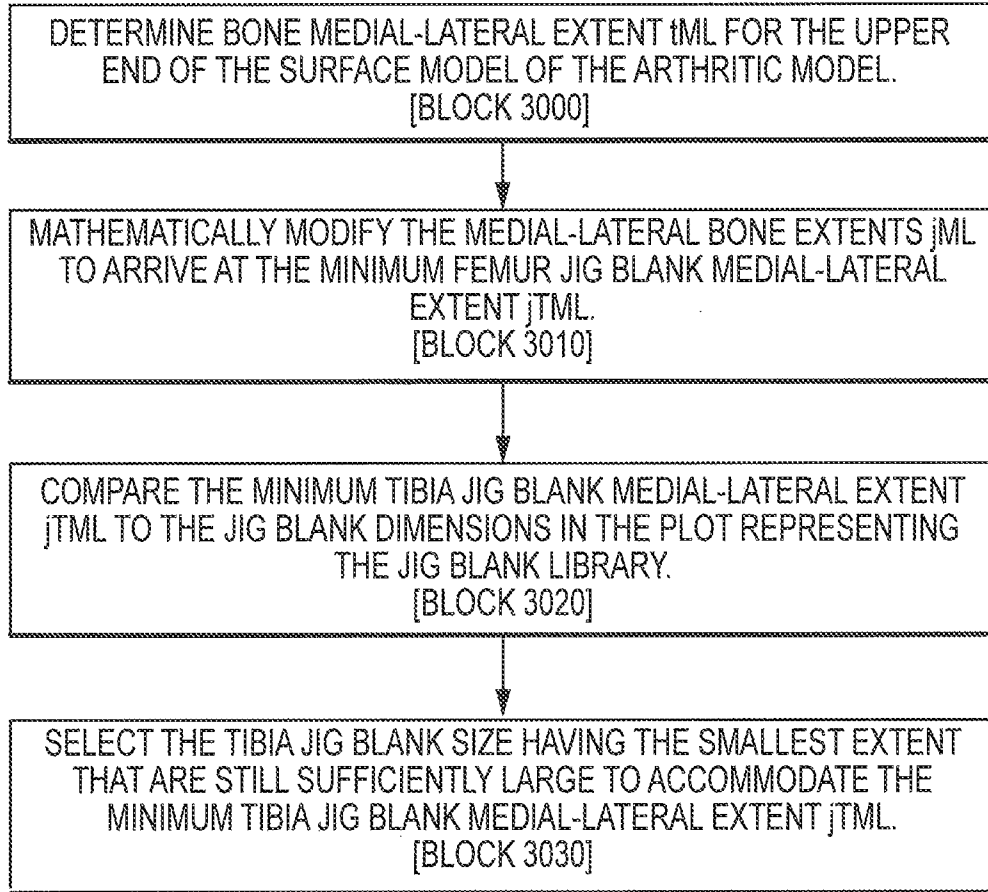 DETERMINE BONE MEDIAL-LATERAL EXTENT tML FOR THE UPPER
END OF THE SURFACE MODEL OF THE ARTHRITIC MODEL.
[BLOCK 3000]
MATHEMATICALLY MODIFY THE MEDIAL-LATERAL BONE EXTENTS jML
TO ARRIVE AT THE MINIMUM FEMUR JIG BLANK MEDIAL-LATERAL
EXTENT jTML.
[BLOCK 3010]
COMPARE THE MINIMUM TIBIA JIG BLANK MEDIAL-LATERAL EXTENT
jTML TO THE JIG BLANK DIMENSIONS IN THE PLOT REPRESENTING
THE JIG BLANK LIBRARY.
[BLOCK 3020]
SELECT THE TIBIA JIG BLANK SIZE HAVING THE SMALLEST EXTENT
THAT ARE STILL SUFFICIENTLY LARGE TO ACCOMMODATE THE
MINIMUM TIBIA JIG BLANK MEDIAL-LATERAL EXTENT jTML.
[BLOCK 3030]